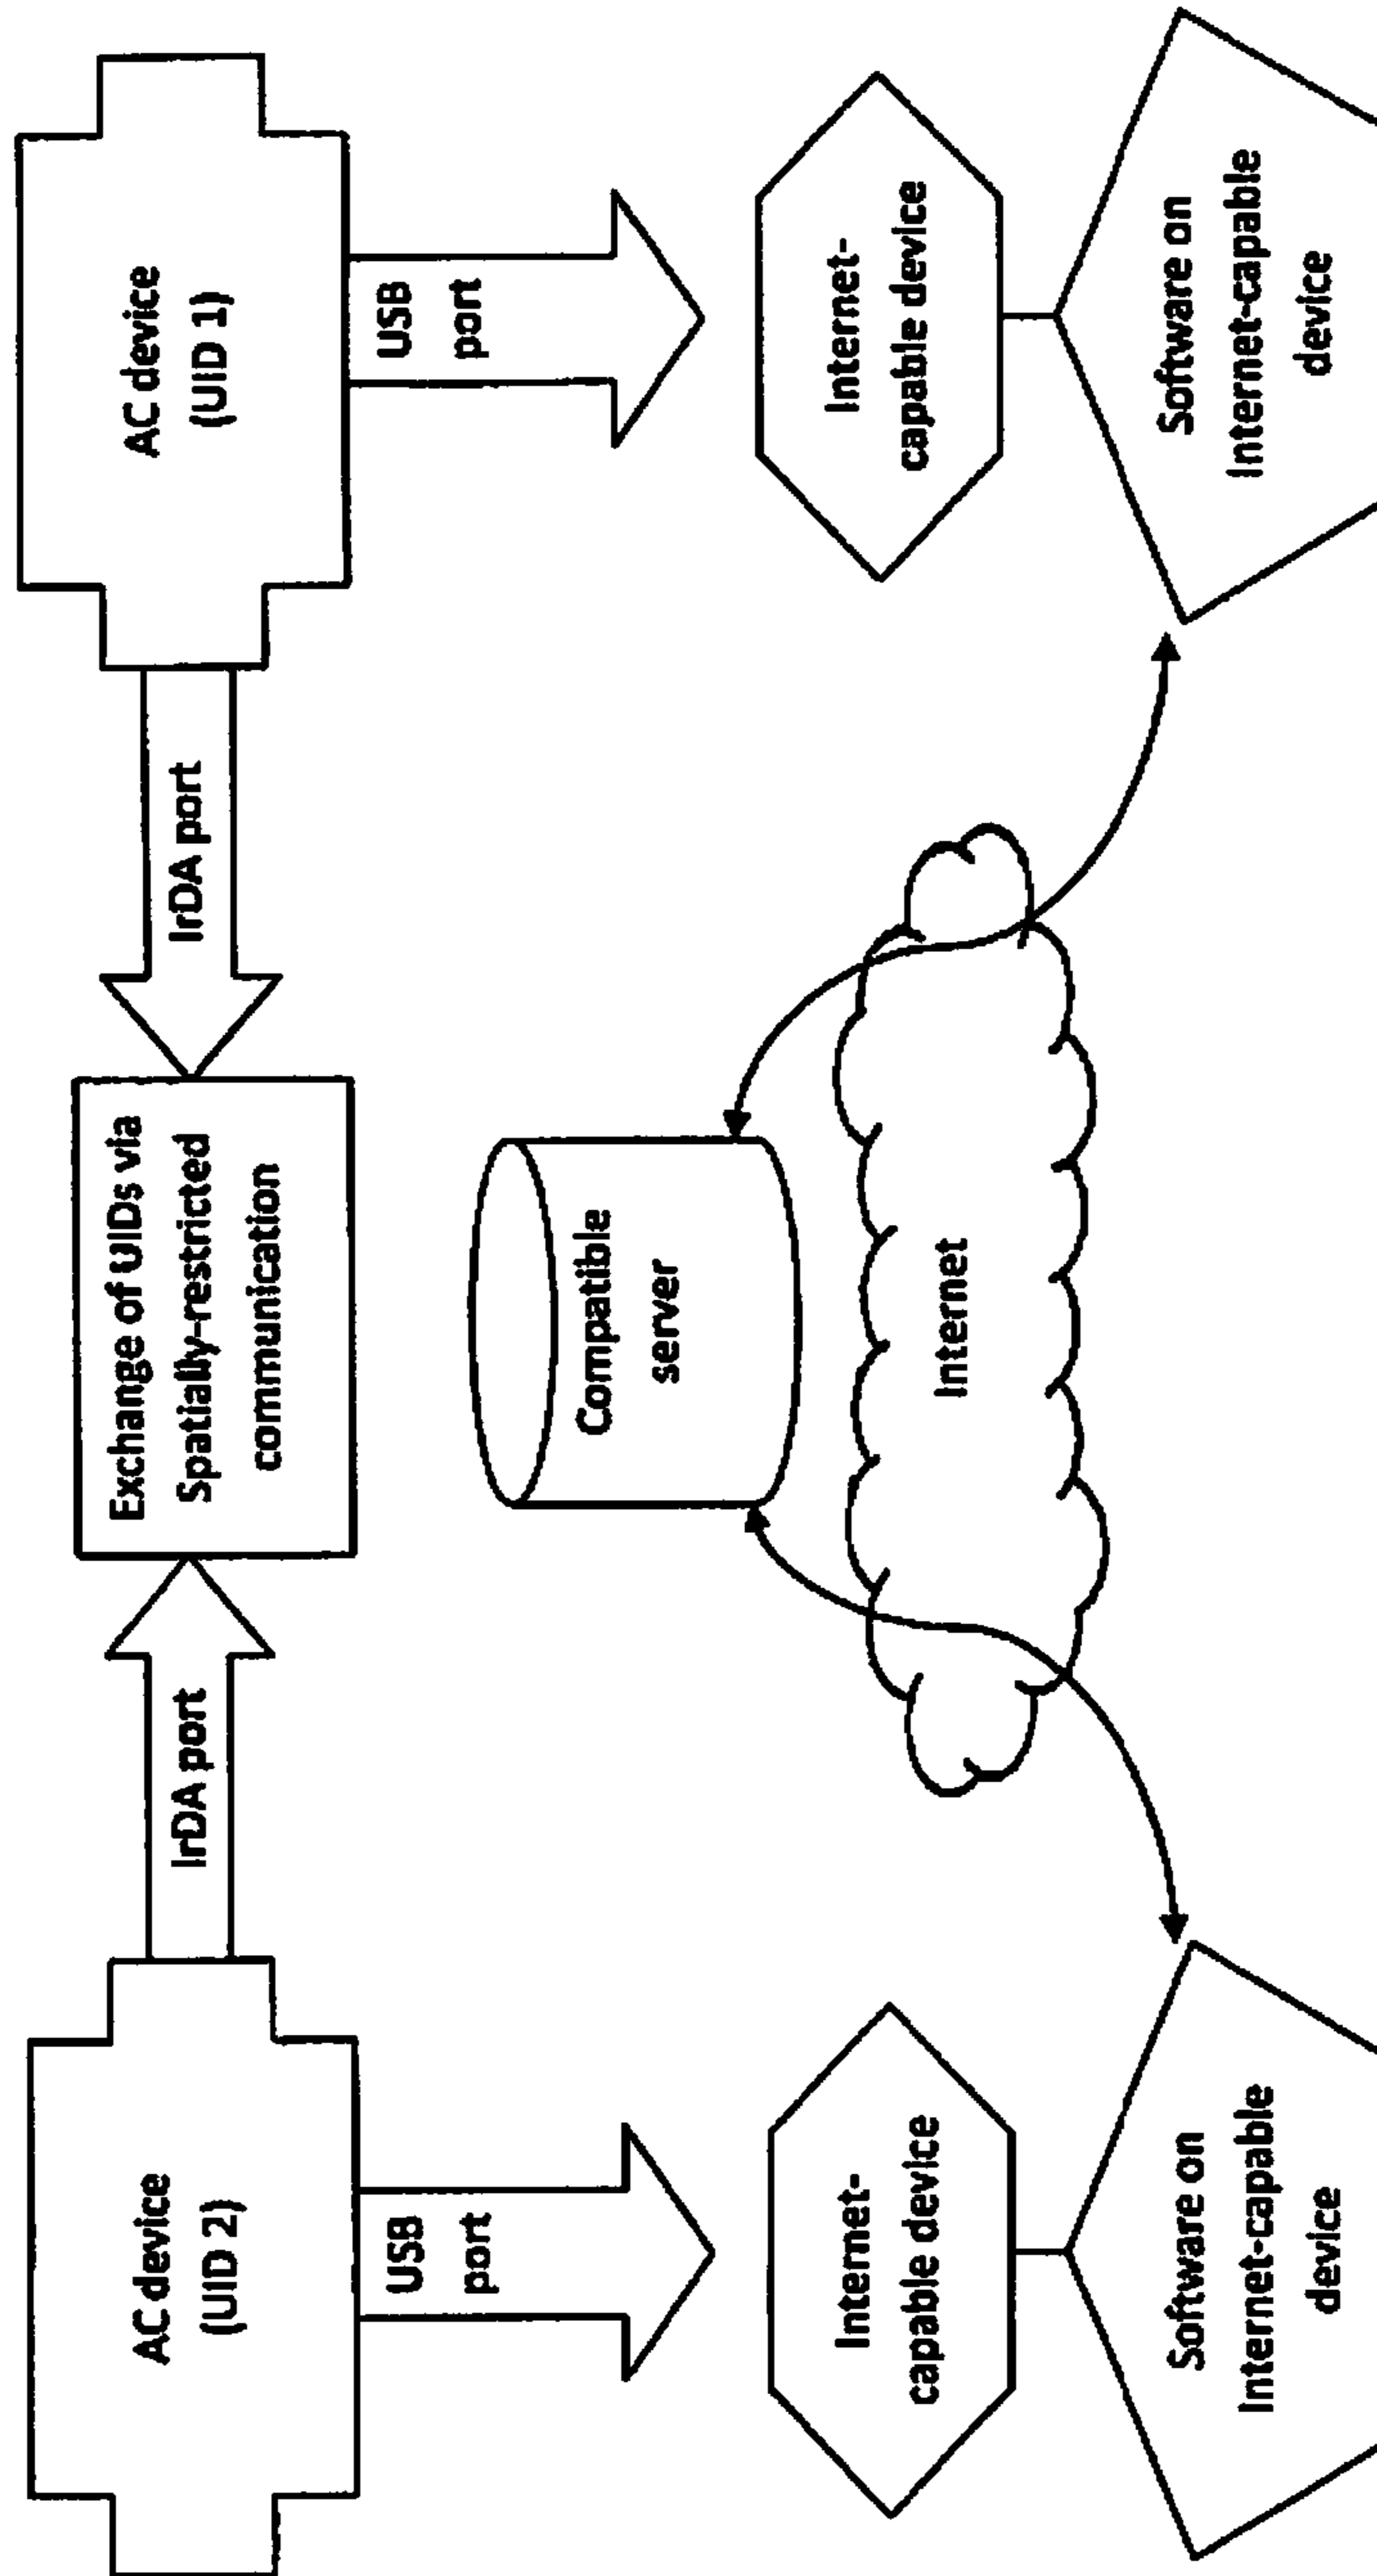 AC device
(UID 2)
IrDA port
Exchange of UIDs via
Spatially-restricted
communication
IrDA port
AC device
(UID 1)
USB
port
USB
port
Compatible
server
Internet-
capable device
Internet
Internet-
capable device
Software on
Internet-capable
device
Software on
Internet-capable
device